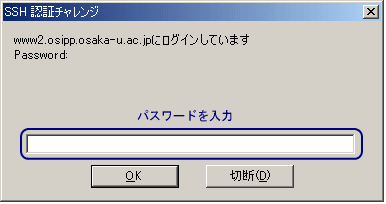 SSH 認証チャレンジ
www2.osipp.osaka-u.ac.jpにログインしています
Password:
パスワードを入力
OK 切断(D)